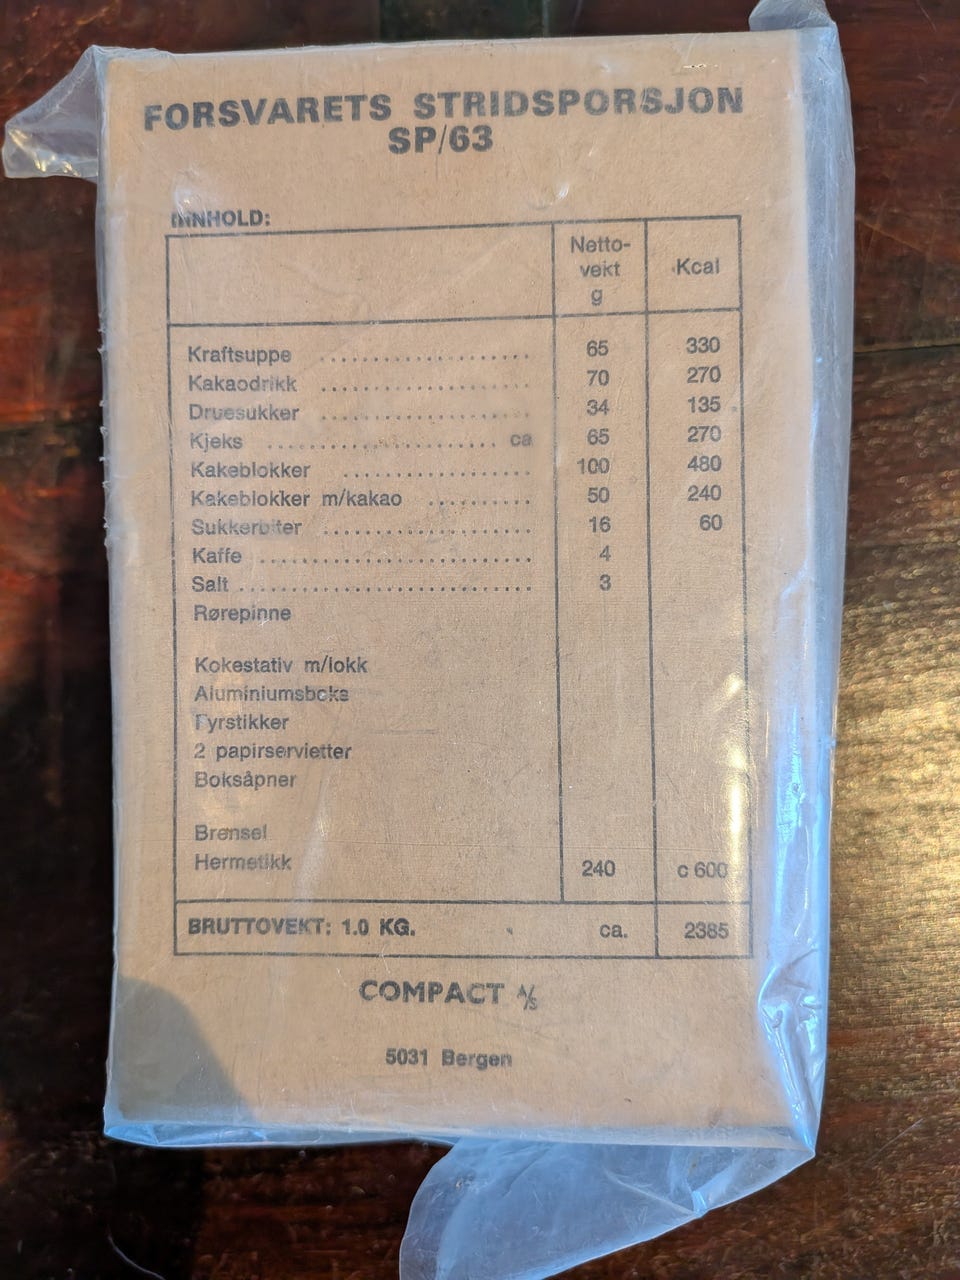 FORSVARETS STRIDSPORSJON
SP/63
INNHOLD:
Netto-
vekt
g
Kcal
Kraftsuppe .............................. 65 330
Kakaodrikk .............................. 70 270
Druesukker .............................. 34 135
Kjeks .............................. ca 65 270
Kakeblokker .............................. 100 480
Kakeblokker m/kakao .............. 50 240
Sukkerbiter .............................. 16 60
Kaffe .............................. 4
Salt .............................. 3
Rørepinne
Kokestativ m/lokk
Aluminiumsboks
Fyrstikker
2 papirservietter
Boksåpner
Brensel
Hermetikk 240 c 600
BRUTTOVEKT: 1.0 KG. ca. 2385
COMPACT A/S
5031 Bergen